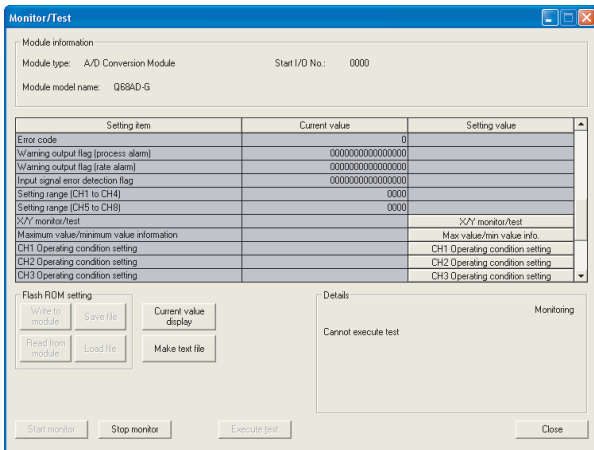 Monitor/Test
Module information
Module type: A/D Conversion Module Start I/O No.: 0000
Module model name: Q68AD-G
Setting item Current value Setting value
Error code 0
Warning output flag (process alarm) 0000000000000000
Warning output flag (rate alarm) 0000000000000000
Input signal error detection flag 0000000000000000
Setting range (CH1 to CH4) 0000
Setting range (CH5 to CH8) 0000
X/Y monitor/test X/Y monitor/test
Maximum value/minimum value information Max value/min value info.
CH1 Operating condition setting CH1 Operating condition setting
CH2 Operating condition setting CH2 Operating condition setting
CH3 Operating condition setting CH3 Operating condition setting
Flash ROM setting
Write to module Save file
Read from module Load file
Current value display
Make text file
Details
Monitoring
Cannot execute test
Start monitor Stop monitor Execute test Close